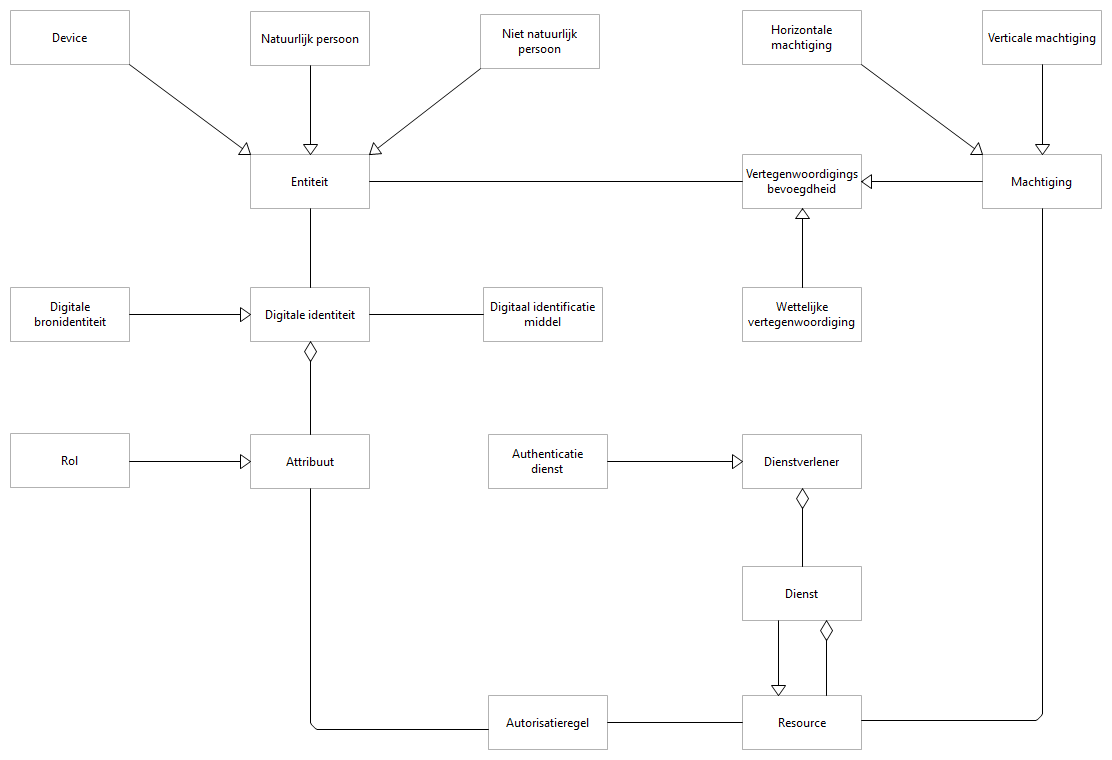 Device
Natuurlijk persoon
Niet natuurlijk
persoon
Horizontale
machtiging
Verticale machtiging
Entiteit
Vertegenwoordigings
bevoegdheid
Machtiging
Digitale
bronidentiteit
Digitale identiteit
Digitaal identificatie
middel
Wettelijke
vertegenwoordiging
Rol
Attribuut
Authenticatie
dienst
Dienstverlener
Dienst
Autorisatieregel
Resource